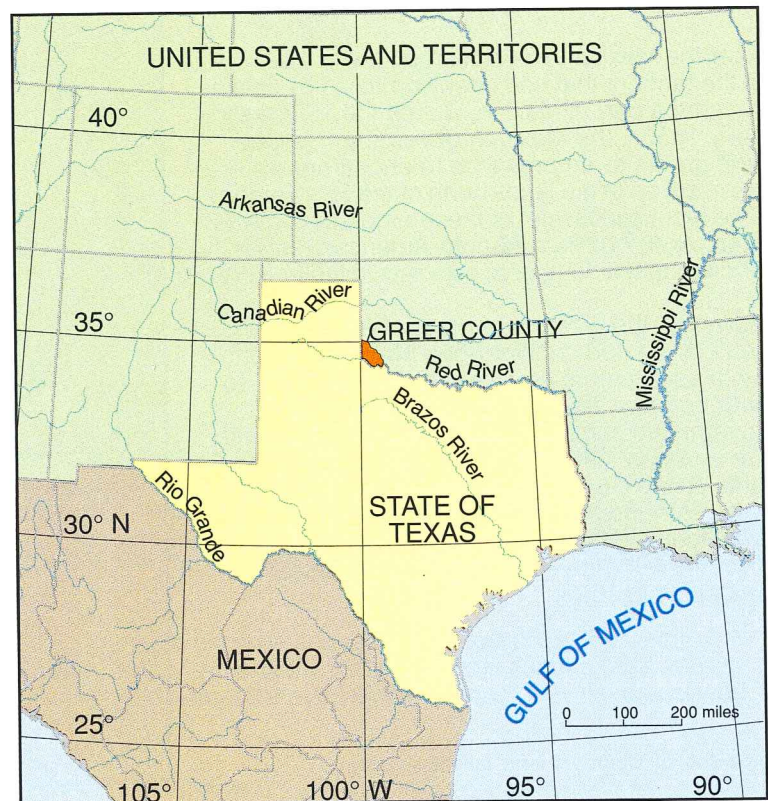 UNITED STATES AND TERRITORIES
40°
Arkansas River
Canadian River
35°
GREER COUNTY
Red River
Mississippi River
Brazos River
Rio Grande
STATE OF
TEXAS
30° N
MEXICO
GULF OF MEXICO
0 100 200 miles
25°
105° 100° W 95° 90°